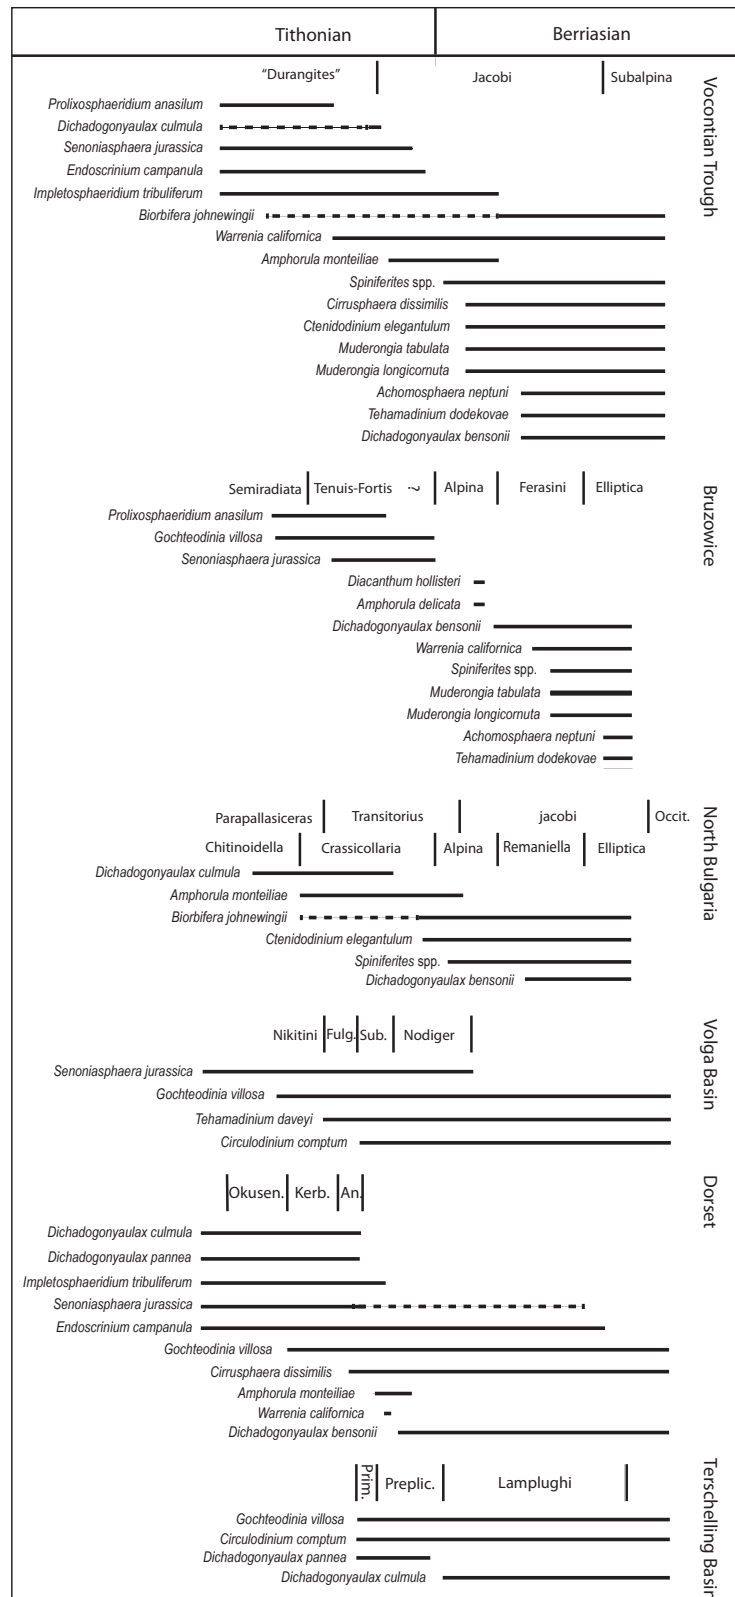 Tithonian
Berriasian
Vocontian Trough
"Durangites"
Jacobi
Subalpina
Prolixosphaeridium anasilum
Dichadogonyaulax culmula
Senoniasphaera jurassica
Endoscrinium campanula
Impletosphaeridium tribuliferum
Biorbifera johnewingii
Warrenia californica
Amphorula monteiliae
Spiniferites spp.
Cirrusphaera dissimilis
Ctenidodinium elegantulum
Muderongia tabulata
Muderongia longicornuta
Achomosphaera neptuni
Tehamadinium dodekovae
Dichadogonyaulax bensonii
Bruzowice
Semiradiata
Tenuis-Fortis
?
Alpina
Ferasini
Elliptica
Prolixosphaeridium anasilum
Gochteodinia villosa
Senoniasphaera jurassica
Diacanthum hollisteri
Amphorula delicata
Dichadogonyaulax bensonii
Warrenia californica
Spiniferites spp.
Muderongia tabulata
Muderongia longicornuta
Achomosphaera neptuni
Tehamadinium dodekovae
North Bulgaria
Parapallasiceras
Transitorius
jacobi
Occit.
Chitinoidella
Crassicollaria
Alpina
Remaniella
Elliptica
Dichadogonyaulax culmula
Amphorula monteiliae
Biorbifera johnewingii
Ctenidodinium elegantulum
Spiniferites spp.
Dichadogonyaulax bensonii
Volga Basin
Nikitini
Fulg.
Sub.
Nodiger
Senoniasphaera jurassica
Gochteodinia villosa
Tehamadinium daveyi
Circulodinium comptum
Dorset
Okusen.
Kerb.
An.
Dichadogonyaulax culmula
Dichadogonyaulax pannea
Impletosphaeridium tribuliferum
Senoniasphaera jurassica
Endoscrinium campanula
Gochteodinia villosa
Cirrusphaera dissimilis
Amphorula monteiliae
Warrenia californica
Dichadogonyaulax bensonii
Terschelling Basin
Prim.
Preplic.
Lamplughi
Gochteodinia villosa
Circulodinium comptum
Dichadogonyaulax pannea
Dichadogonyaulax culmula